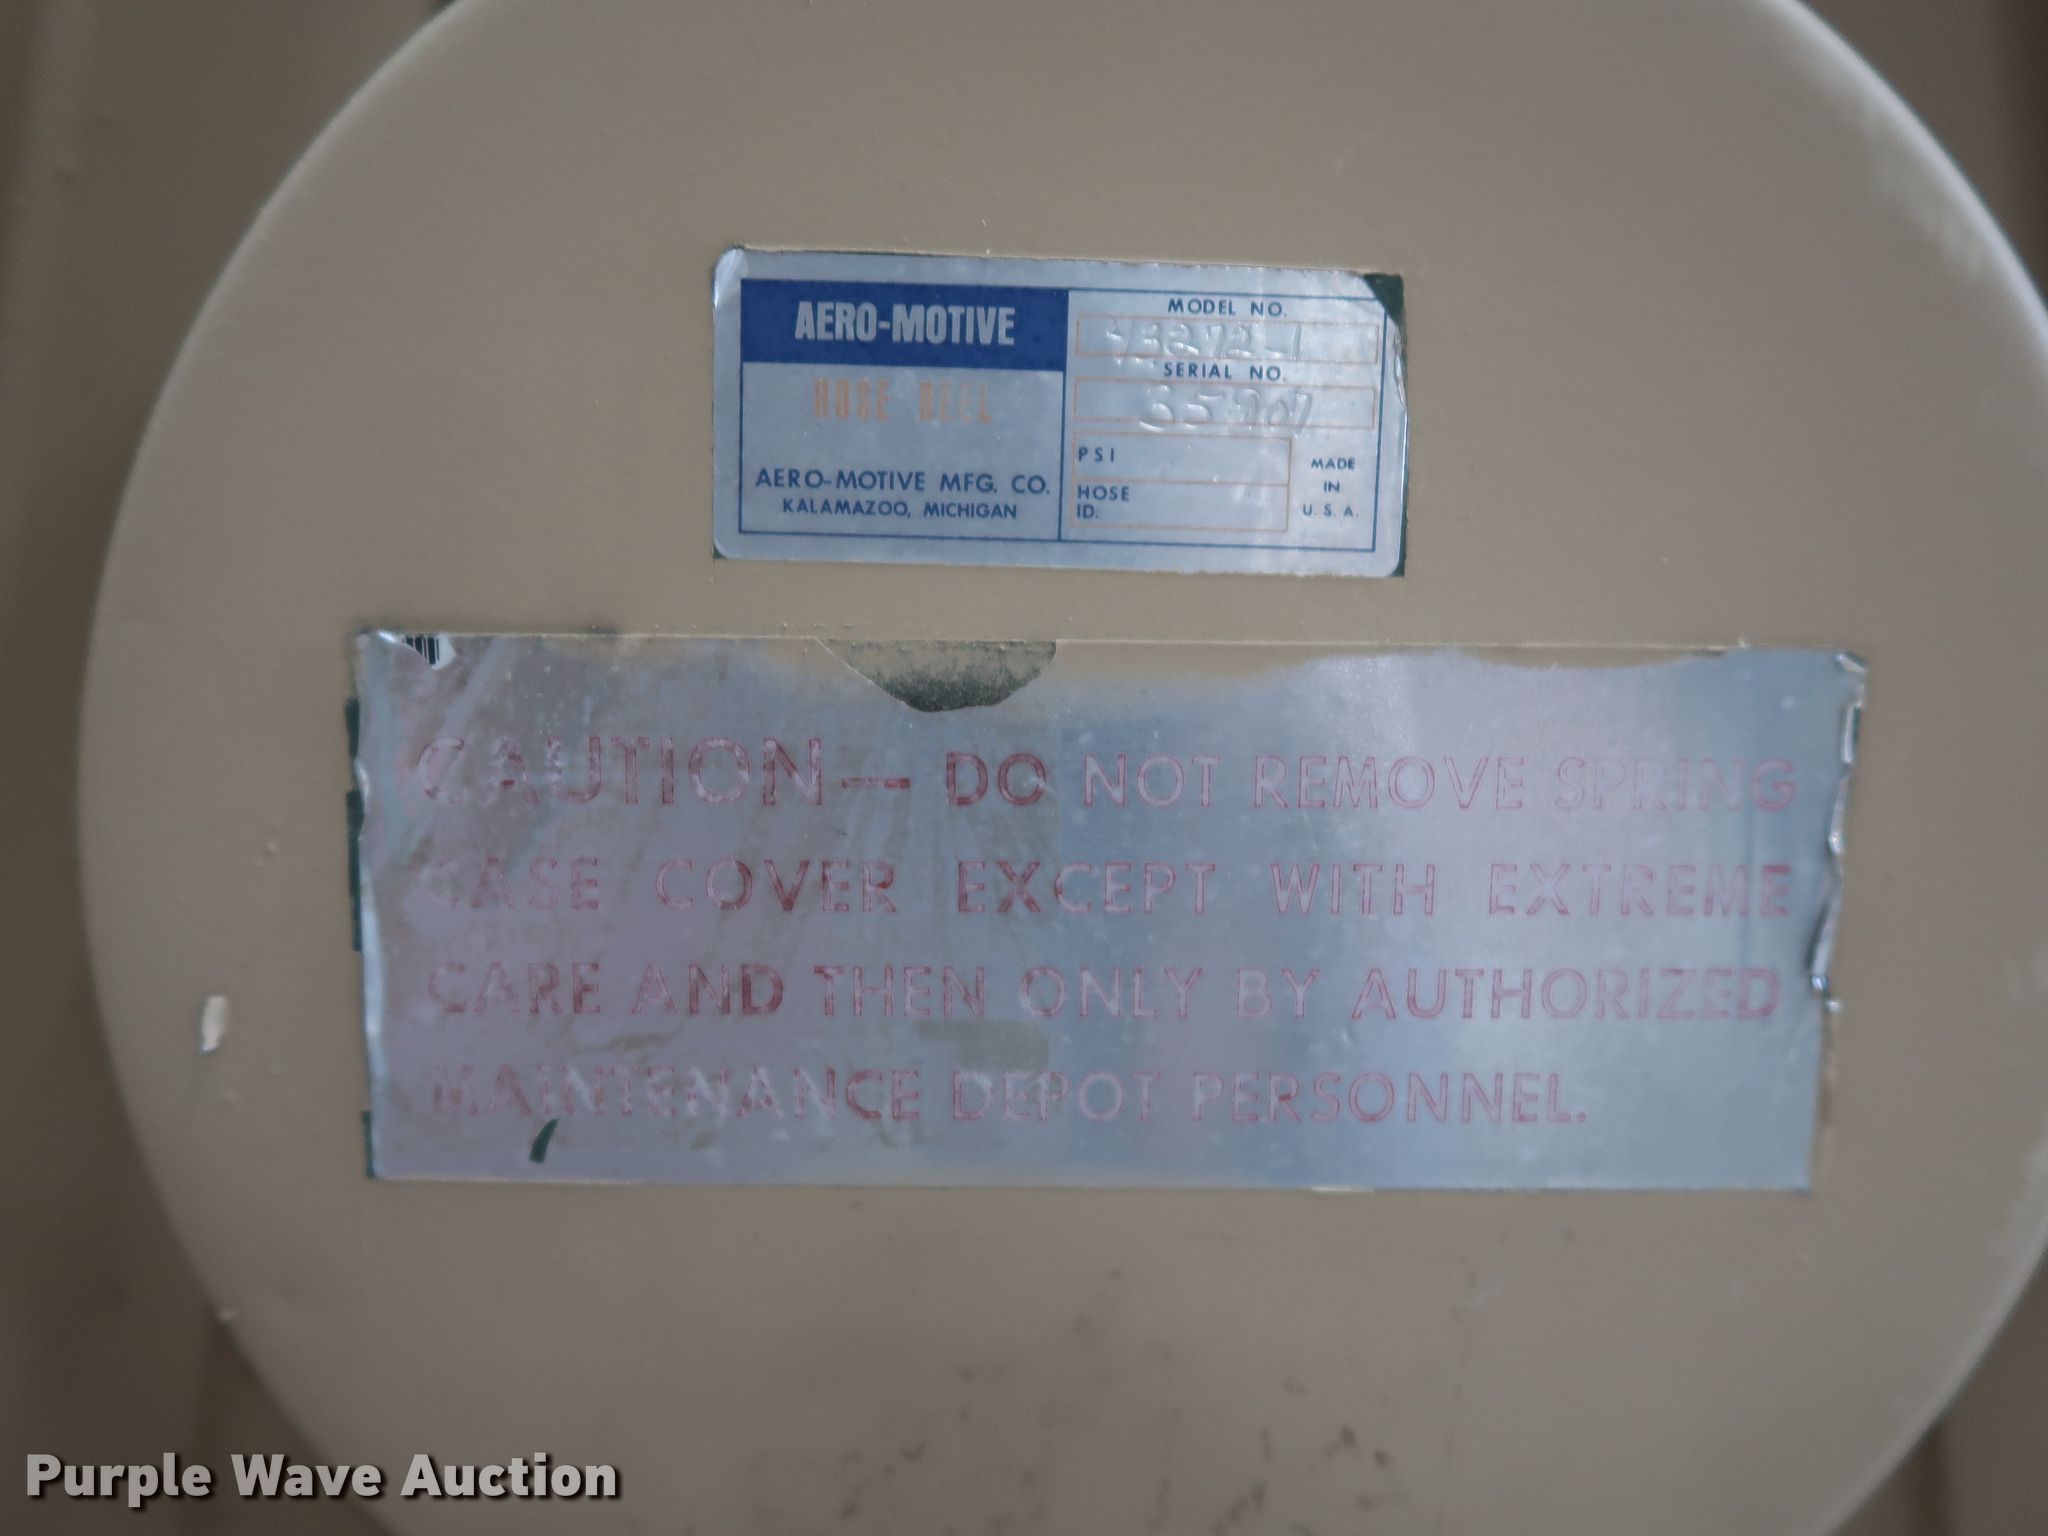 AERO-MOTIVE
HOSE REEL
AERO-MOTIVE MFG. CO.
KALAMAZOO, MICHIGAN
MODEL NO.
SERIAL NO.
PSI
HOSE
ID.
MADE
IN
U.S.A.
CAUTION— DO NOT REMOVE SPRING
CASE COVER EXCEPT WITH EXTREME
CARE AND THEN ONLY BY AUTHORIZED
MAINTENANCE DEPOT PERSONNEL.
Purple Wave Auction